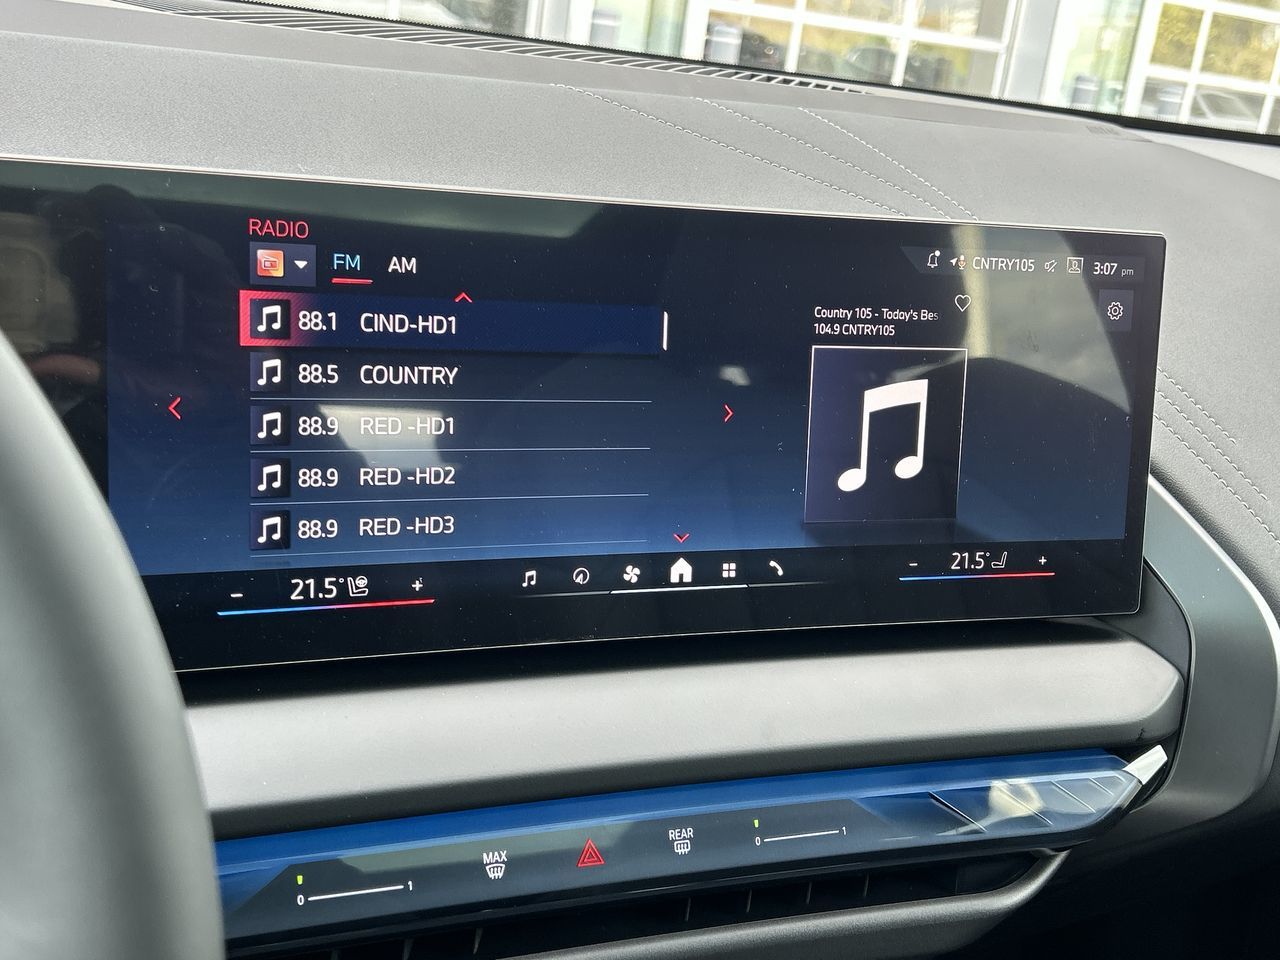 RADIO
FM AM
CNTRY105 3:07 pm
88.1 CIND-HD1
88.5 COUNTRY
88.9 RED -HD1
88.9 RED -HD2
88.9 RED -HD3
Country 105 - Today's Bes
104.9 CNTRY105
- 21.5° +
- 21.5° +
0 1
MAX
REAR
0 1